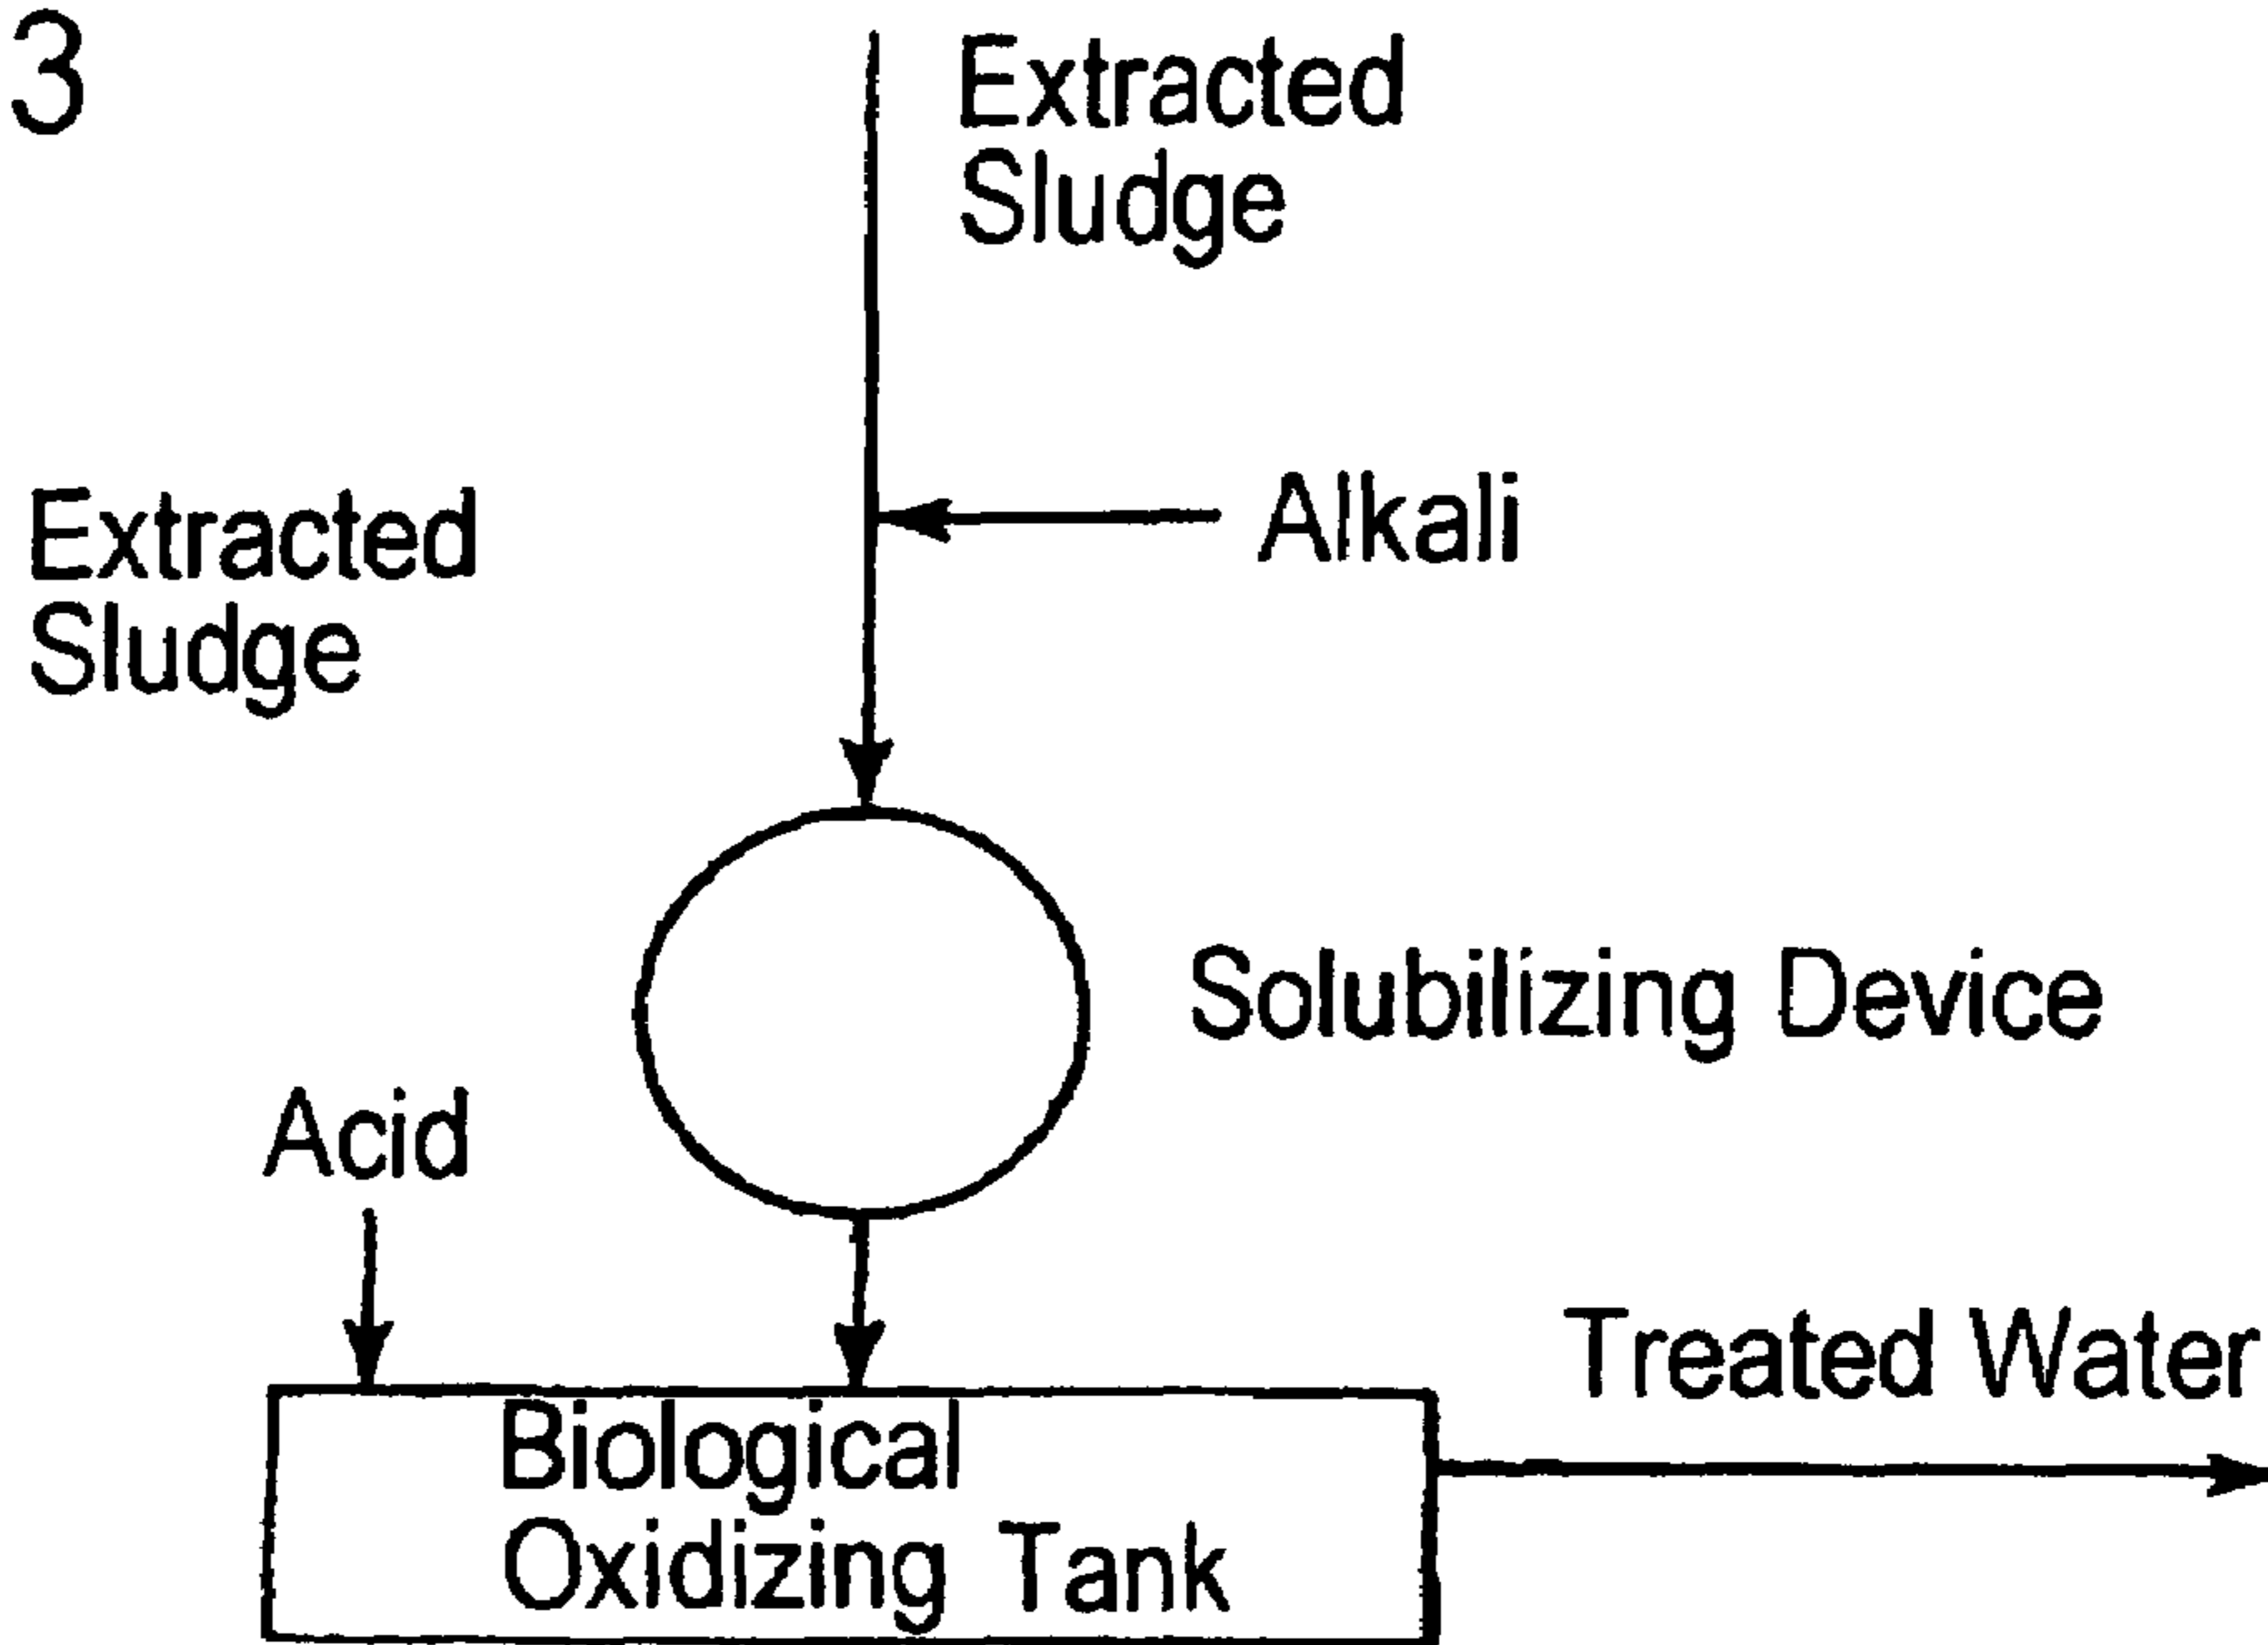 3
Extracted
Sludge
Alkali
Extracted
Sludge
Solubilizing Device
Acid
Treated Water
Biological
Oxidizing Tank